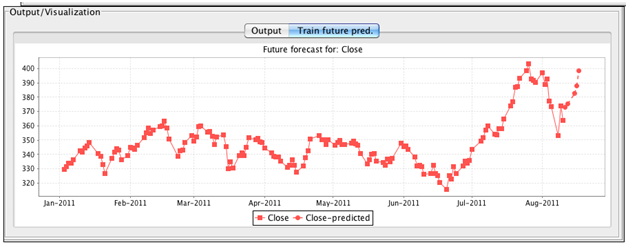 Output/Visualization
Output Train future pred.
Future forecast for: Close
400
390
380
370
360
350
340
330
320
Jan-2011 Feb-2011 Mar-2011 Apr-2011 May-2011 Jun-2011 Jul-2011 Aug-2011
Close Close-predicted